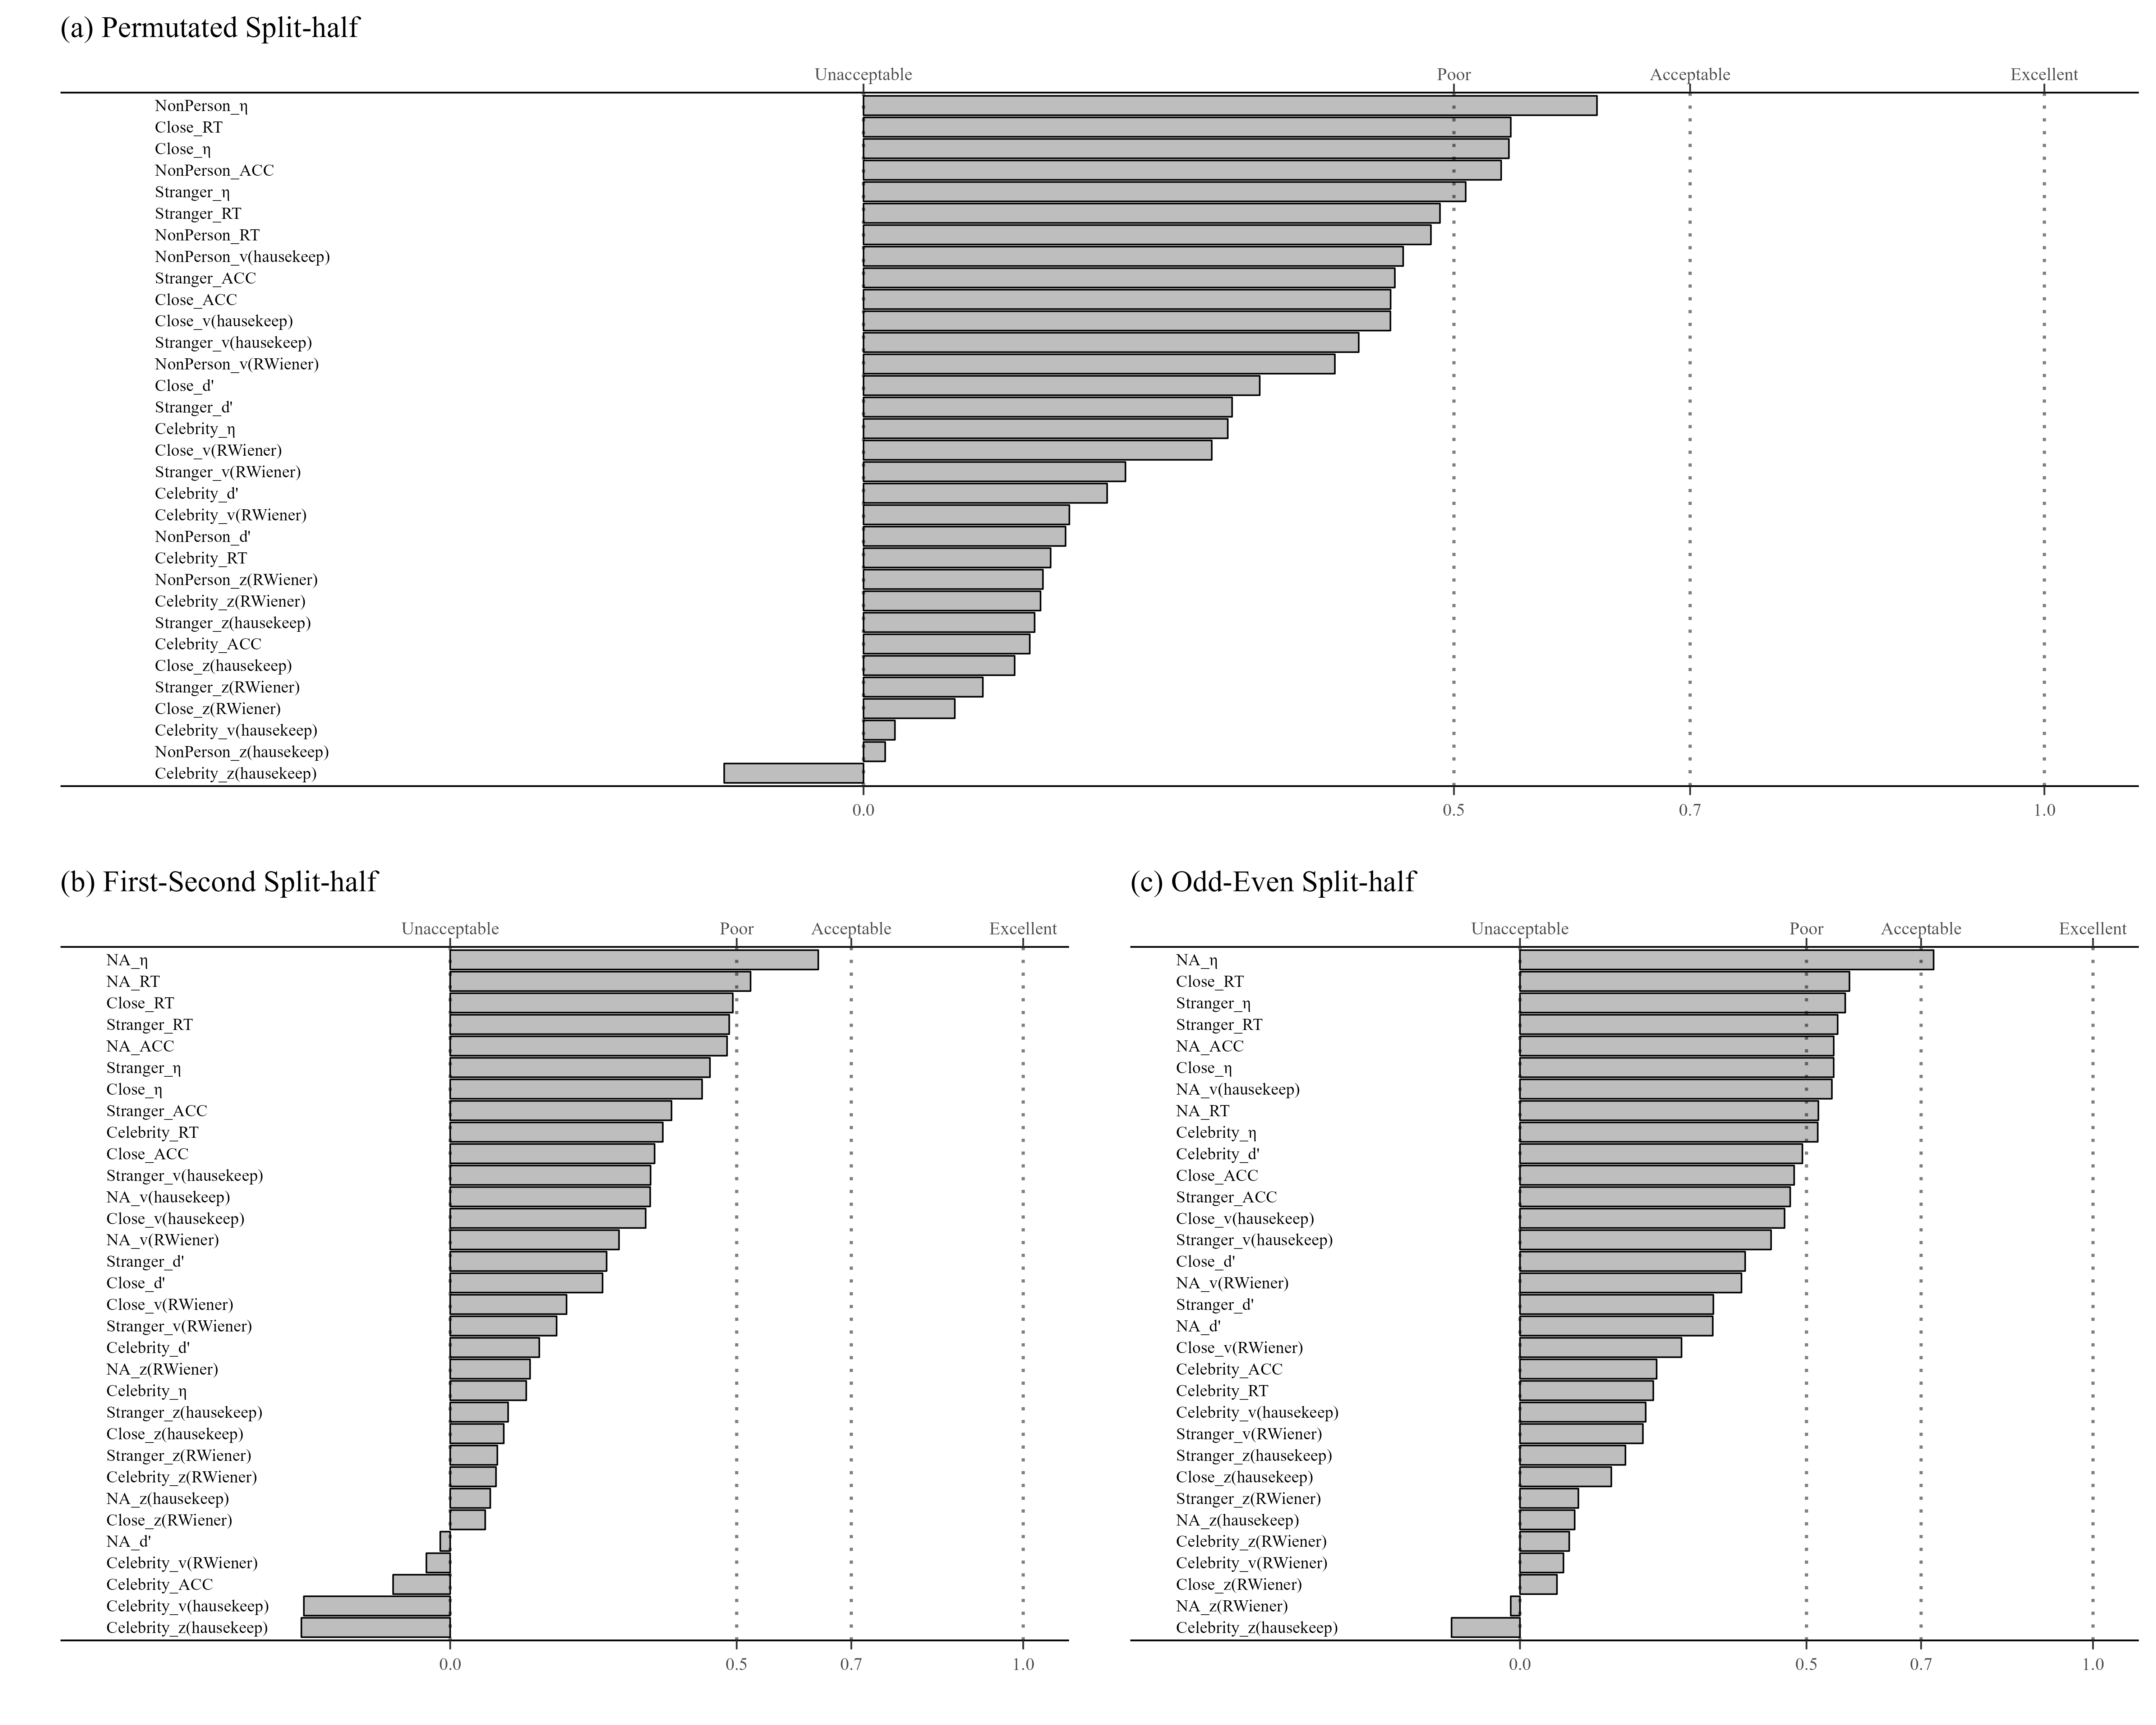 (a) Permutated Split-half
Unacceptable Poor Acceptable Excellent
NonPerson_η
Close_RT
Close_η
NonPerson_ACC
Stranger_η
Stranger_RT
NonPerson_RT
NonPerson_v(hausekeep)
Stranger_ACC
Close_ACC
Close_v(hausekeep)
Stranger_v(hausekeep)
NonPerson_v(RWiener)
Close_d'
Stranger_d'
Celebrity_η
Close_v(RWiener)
Stranger_v(RWiener)
Celebrity_d'
Celebrity_v(RWiener)
NonPerson_d'
Celebrity_RT
NonPerson_z(RWiener)
Celebrity_z(RWiener)
Stranger_z(hausekeep)
Celebrity_ACC
Close_z(hausekeep)
Stranger_z(RWiener)
Close_z(RWiener)
Celebrity_v(hausekeep)
NonPerson_z(hausekeep)
Celebrity_z(hausekeep)
0.0 0.5 0.7 1.0
(b) First-Second Split-half
Unacceptable Poor Acceptable Excellent
NA_η
NA_RT
Close_RT
Stranger_RT
NA_ACC
Stranger_η
Close_η
Stranger_ACC
Celebrity_RT
Close_ACC
Stranger_v(hausekeep)
NA_v(hausekeep)
Close_v(hausekeep)
NA_v(RWiener)
Stranger_d'
Close_d'
Close_v(RWiener)
Stranger_v(RWiener)
Celebrity_d'
NA_z(RWiener)
Celebrity_η
Stranger_z(hausekeep)
Close_z(hausekeep)
Stranger_z(RWiener)
Celebrity_z(RWiener)
NA_z(hausekeep)
Close_z(RWiener)
NA_d'
Celebrity_v(RWiener)
Celebrity_ACC
Celebrity_v(hausekeep)
Celebrity_z(hausekeep)
0.0 0.5 0.7 1.0
(c) Odd-Even Split-half
Unacceptable Poor Acceptable Excellent
NA_η
Close_RT
Stranger_η
Stranger_RT
NA_ACC
Close_η
NA_v(hausekeep)
NA_RT
Celebrity_η
Celebrity_d'
Close_ACC
Stranger_ACC
Close_v(hausekeep)
Stranger_v(hausekeep)
Close_d'
NA_v(RWiener)
Stranger_d'
NA_d'
Close_v(RWiener)
Celebrity_ACC
Celebrity_RT
Celebrity_v(hausekeep)
Stranger_v(RWiener)
Stranger_z(hausekeep)
Close_z(hausekeep)
Stranger_z(RWiener)
NA_z(hausekeep)
Celebrity_z(RWiener)
Celebrity_v(RWiener)
Close_z(RWiener)
NA_z(RWiener)
Celebrity_z(hausekeep)
0.0 0.5 0.7 1.0